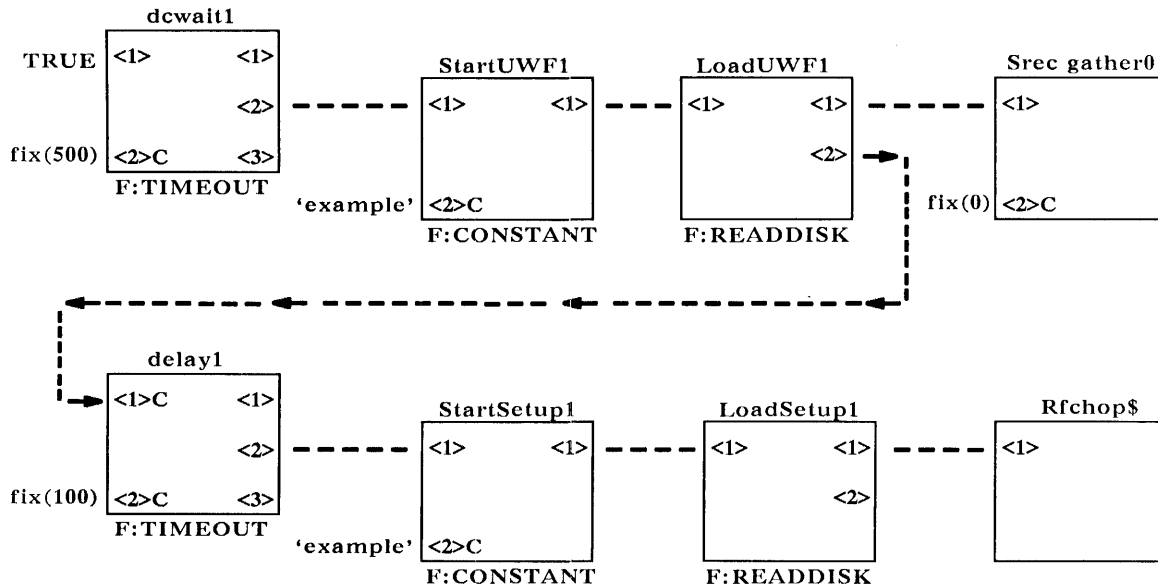 dcwait1
TRUE <1> <1>
StartUWF1 LoadUWF1 Srec gather0
<2> <1> <1> <1> <1> <1>
fix(500) <2>C <3> <2>
F:TIMEOUT
‘example’ <2>C fix(0) <2>C
F:CONSTANT F:READDISK
delay1
<1>C <1>
StartSetup1 LoadSetup1 Rfchop$
<2> <1> <1> <1> <1> <1>
fix(100) <2>C <3> <2>
F:TIMEOUT
‘example’ <2>C
F:CONSTANT F:READDISK